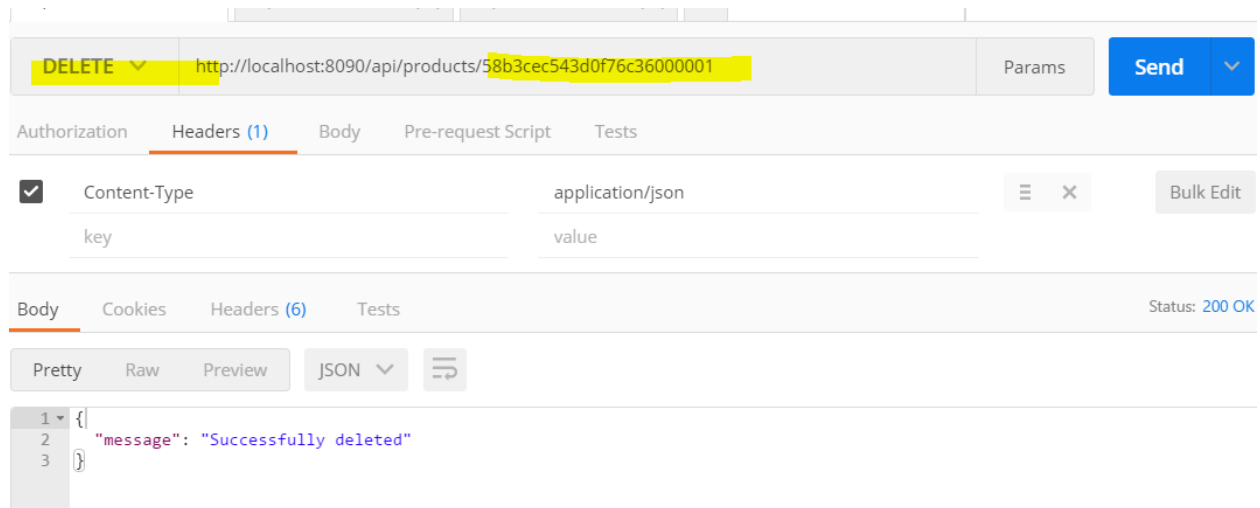 DELETE http://localhost:8090/api/products/58b3cec543d0f76c36000001 Params Send
Authorization Headers (1) Body Pre-request Script Tests
Content-Type application/json Bulk Edit
key value
Body Cookies Headers (6) Tests Status: 200 OK
Pretty Raw Preview JSON
1 {
2 "message": "Successfully deleted"
3 }